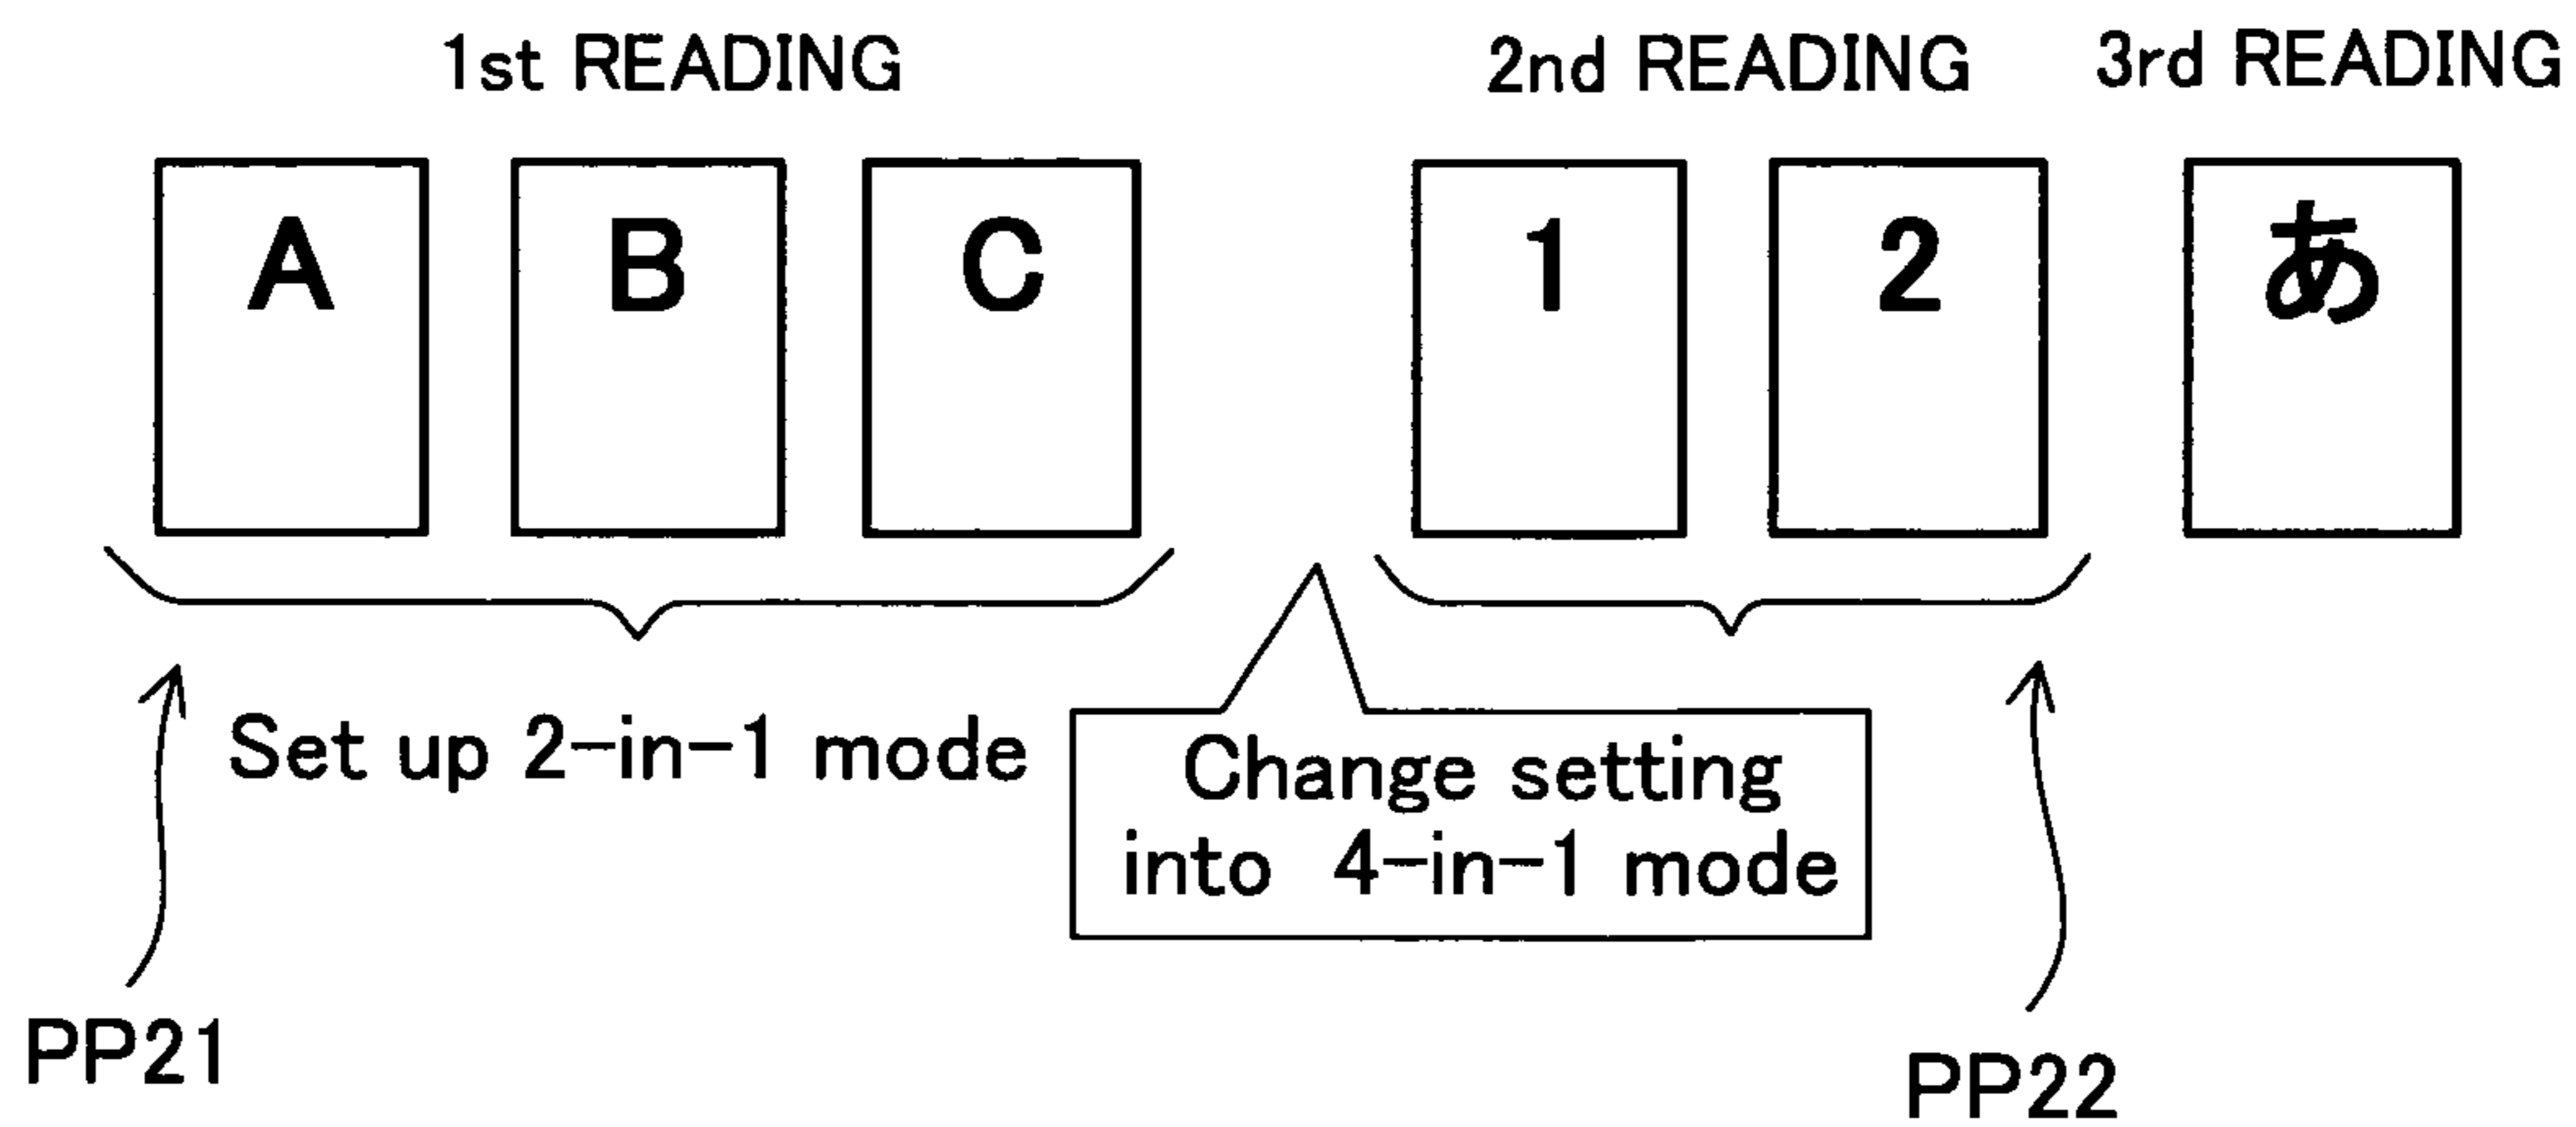 1st READING
2nd READING
3rd READING
A
B
C
1
2
あ
Set up 2-in-1 mode
Change setting
into 4-in-1 mode
PP21
PP22